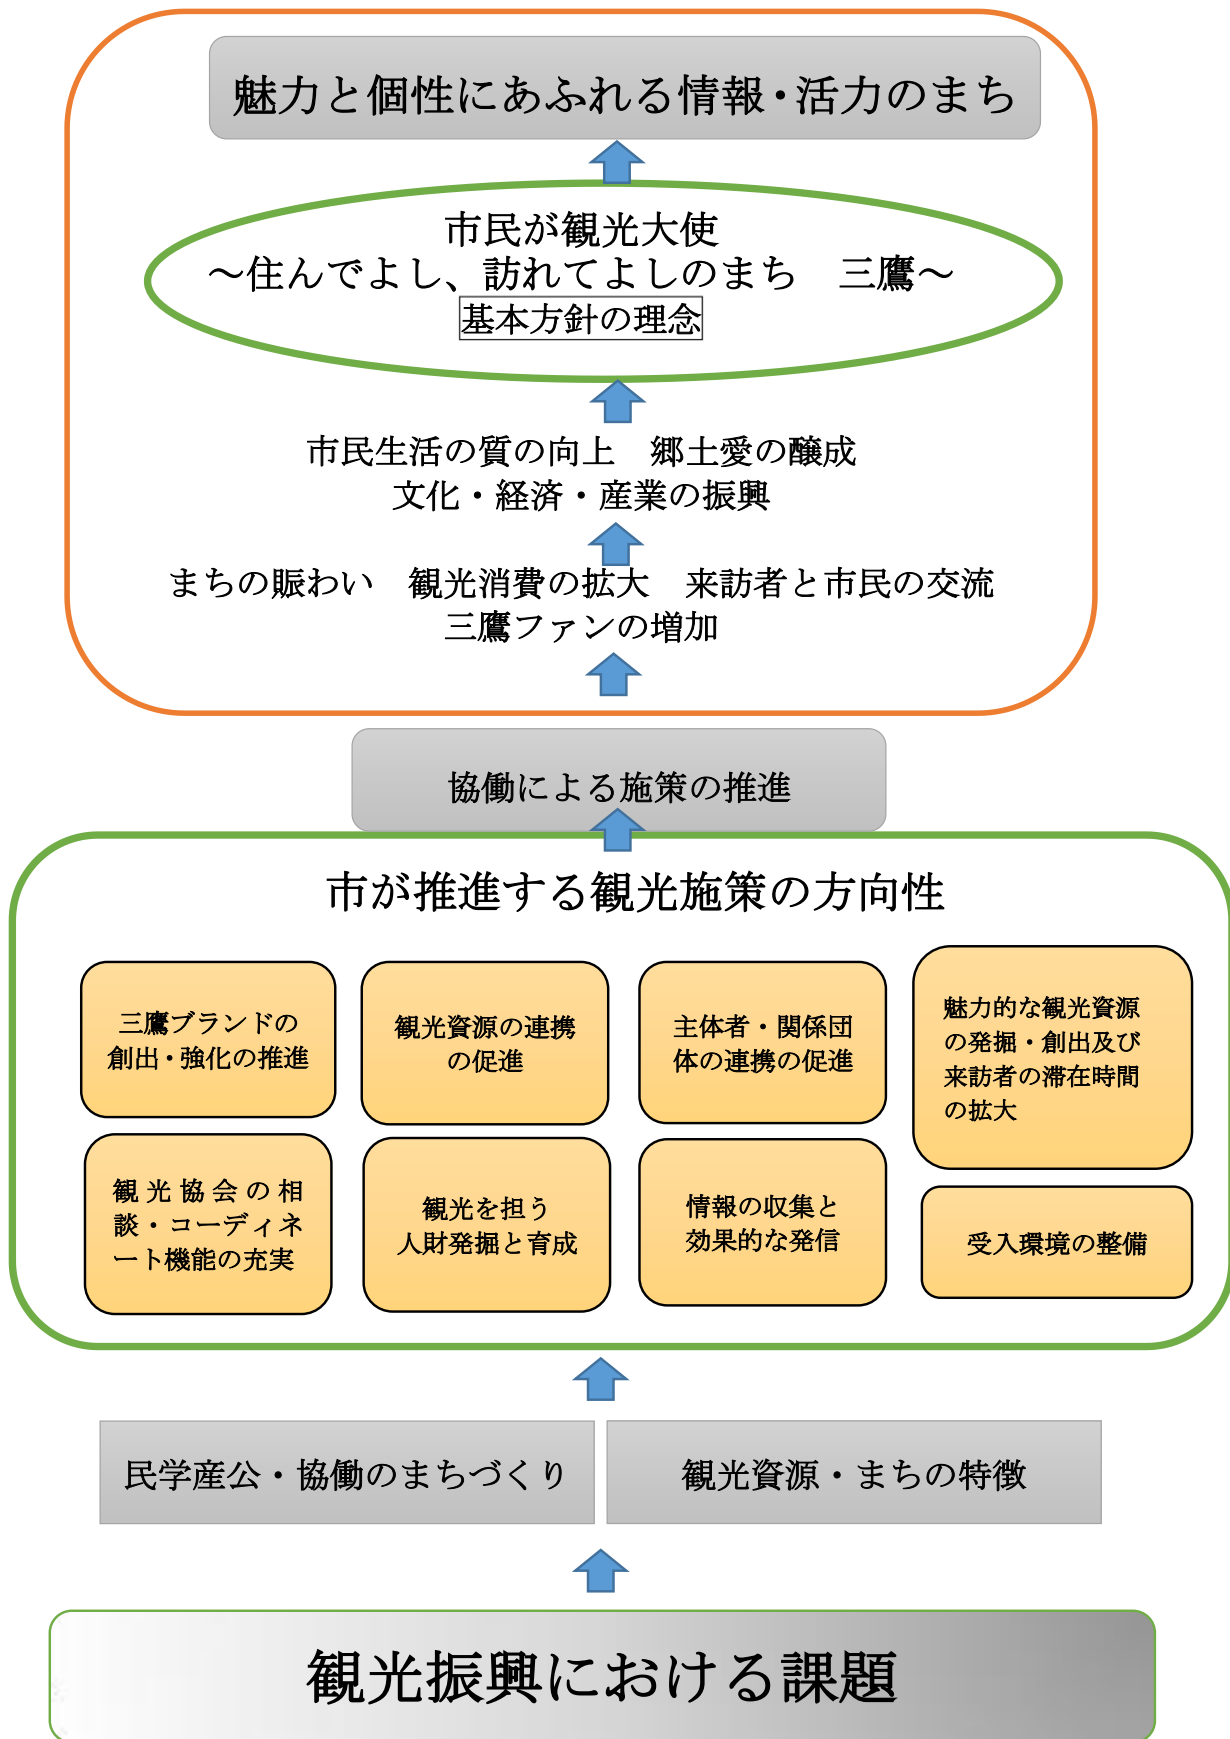 魅力と個性にあふれる情報・活力のまち
市民が観光大使
～住んでよし、訪れてよしのまち　三鷹～
基本方針の理念
市民生活の質の向上　郷土愛の醸成
文化・経済・産業の振興
まちの賑わい　観光消費の拡大　来訪者と市民の交流
三鷹ファンの増加
協働による施策の推進
市が推進する観光施策の方向性
三鷹ブランドの
創出・強化の推進
観光資源の連携
の促進
主体者・関係団
体の連携の促進
魅力的な観光資源
の発掘・創出及び
来訪者の滞在時間
の拡大
観光協会の相
談・コーディネ
ート機能の充実
観光を担う
人財発掘と育成
情報の収集と
効果的な発信
受入環境の整備
民学産公・協働のまちづくり
観光資源・まちの特徴
観光振興における課題